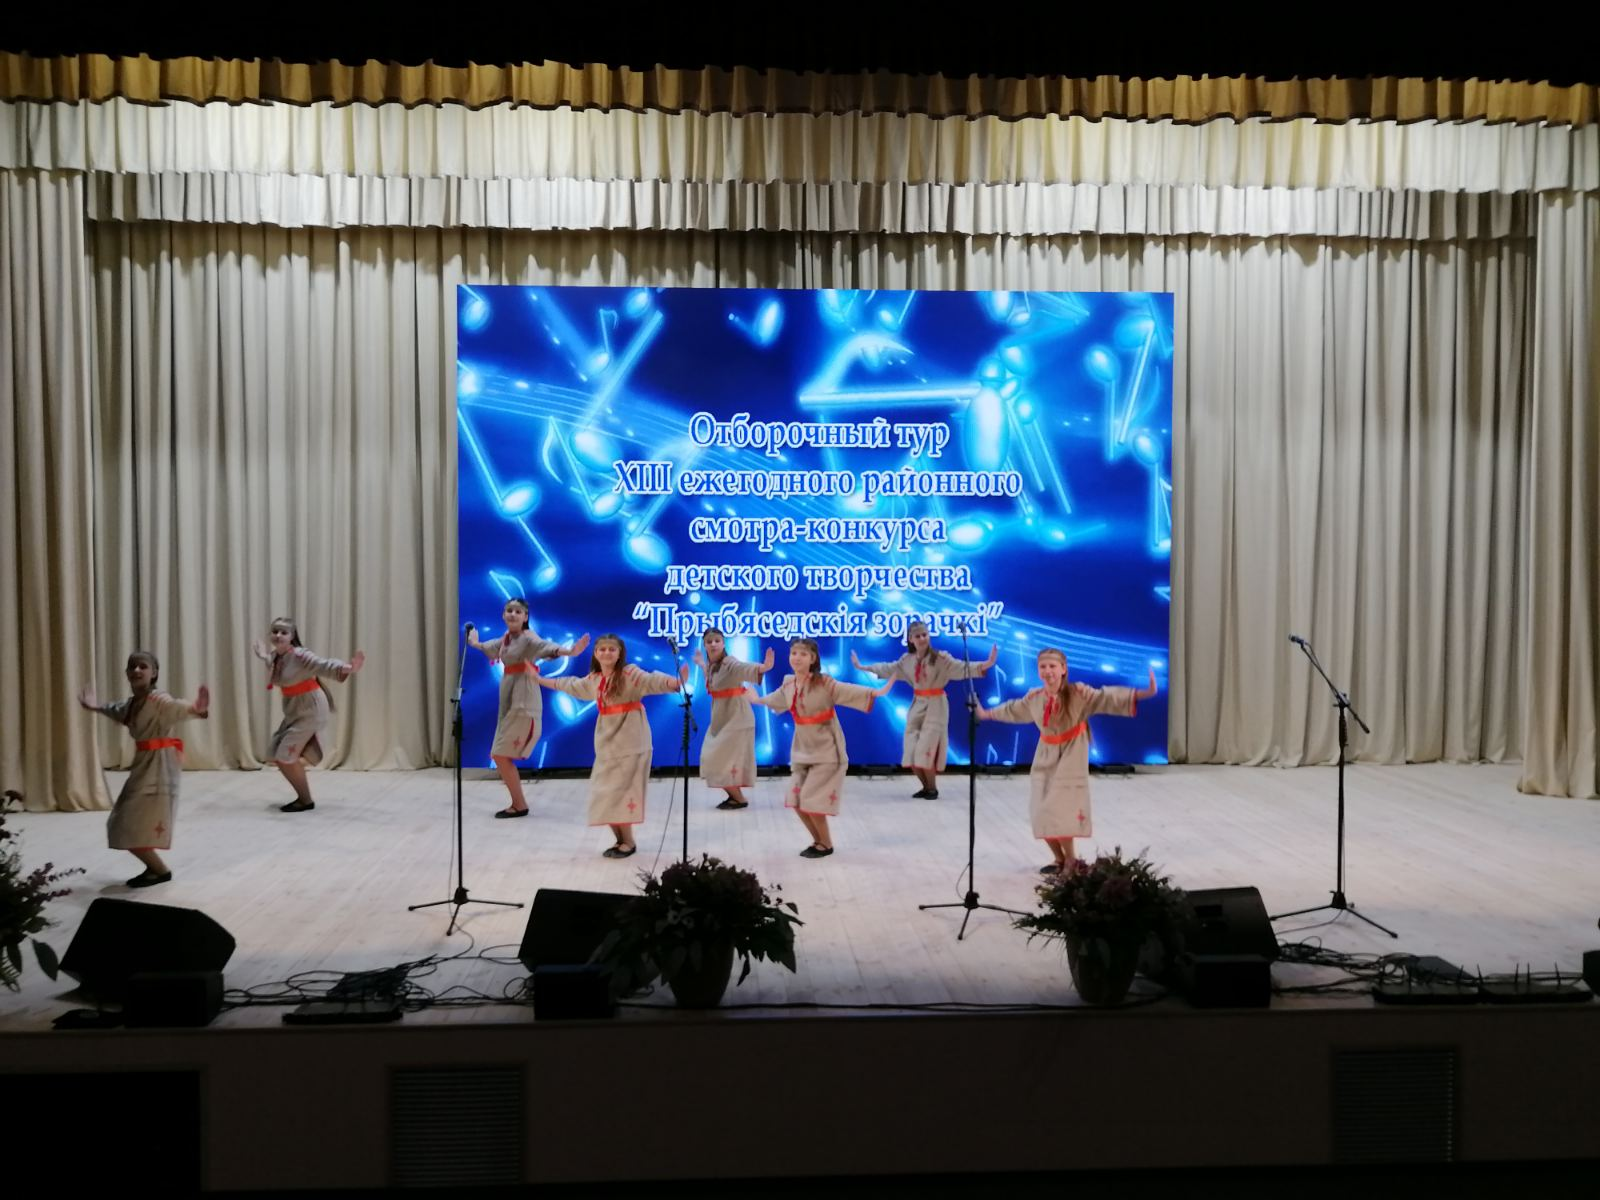 Отборочный тур
XIII ежегодного районного
смотра-конкурса
детского творчества
“Прыбяседскія зорачкі”